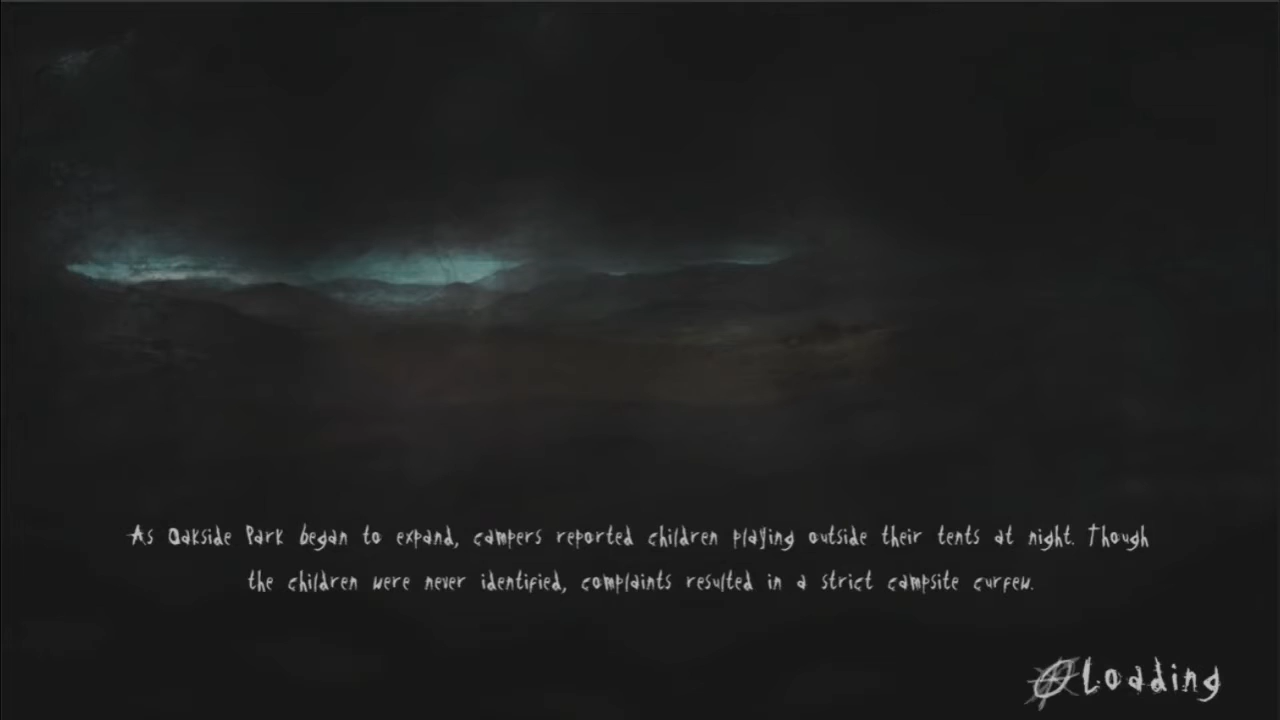 As Oakside Park began to expand, campers reported children playing outside their tents at night. Though
the children were never identified, complaints resulted in a strict campsite curfew.
Loading